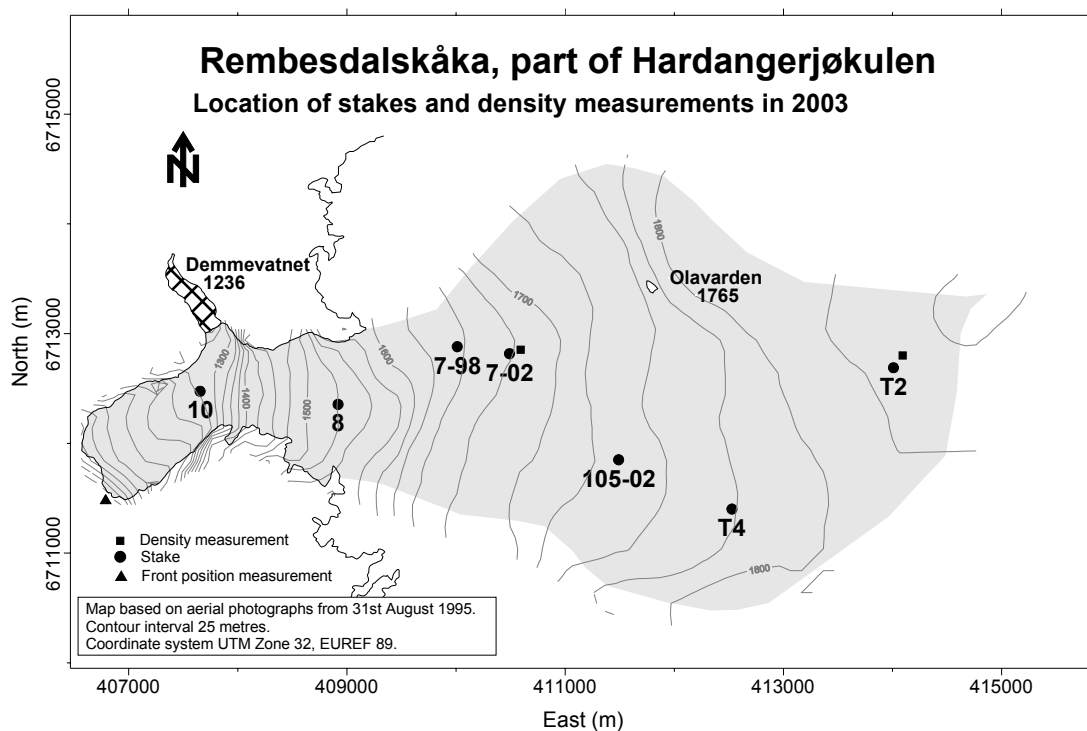 Rembesdalskåka, part of Hardangerjøkulen
Location of stakes and density measurements in 2003
N
Demmevatnet
1236
Olavarden
1765
1300
1400
1500
1600
1700
1800
1800
10
8
7-98
7-02
105-02
T4
T2
Density measurement
Stake
Front position measurement
Map based on aerial photographs from 31st August 1995.
Contour interval 25 metres.
Coordinate system UTM Zone 32, EUREF 89.
North (m)
6715000
6713000
6711000
407000
409000
411000
413000
415000
East (m)